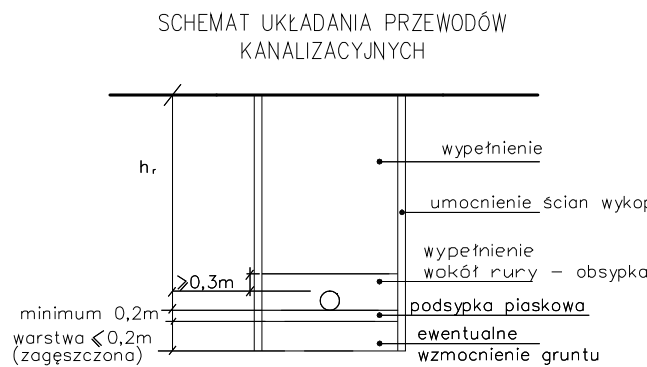 SCHEMAT UKŁADANIA PRZEWODÓW
KANALIZACYJNYCH
wypełnienie
hr
umocnienie ścian wykop
wypełnienie
wokół rury – obsypka
⩾0,3m
podsypka piaskowa
minimum 0,2m
warstwa ⩽0,2m
(zagęszczona)
ewentualne
wzmocnienie gruntu